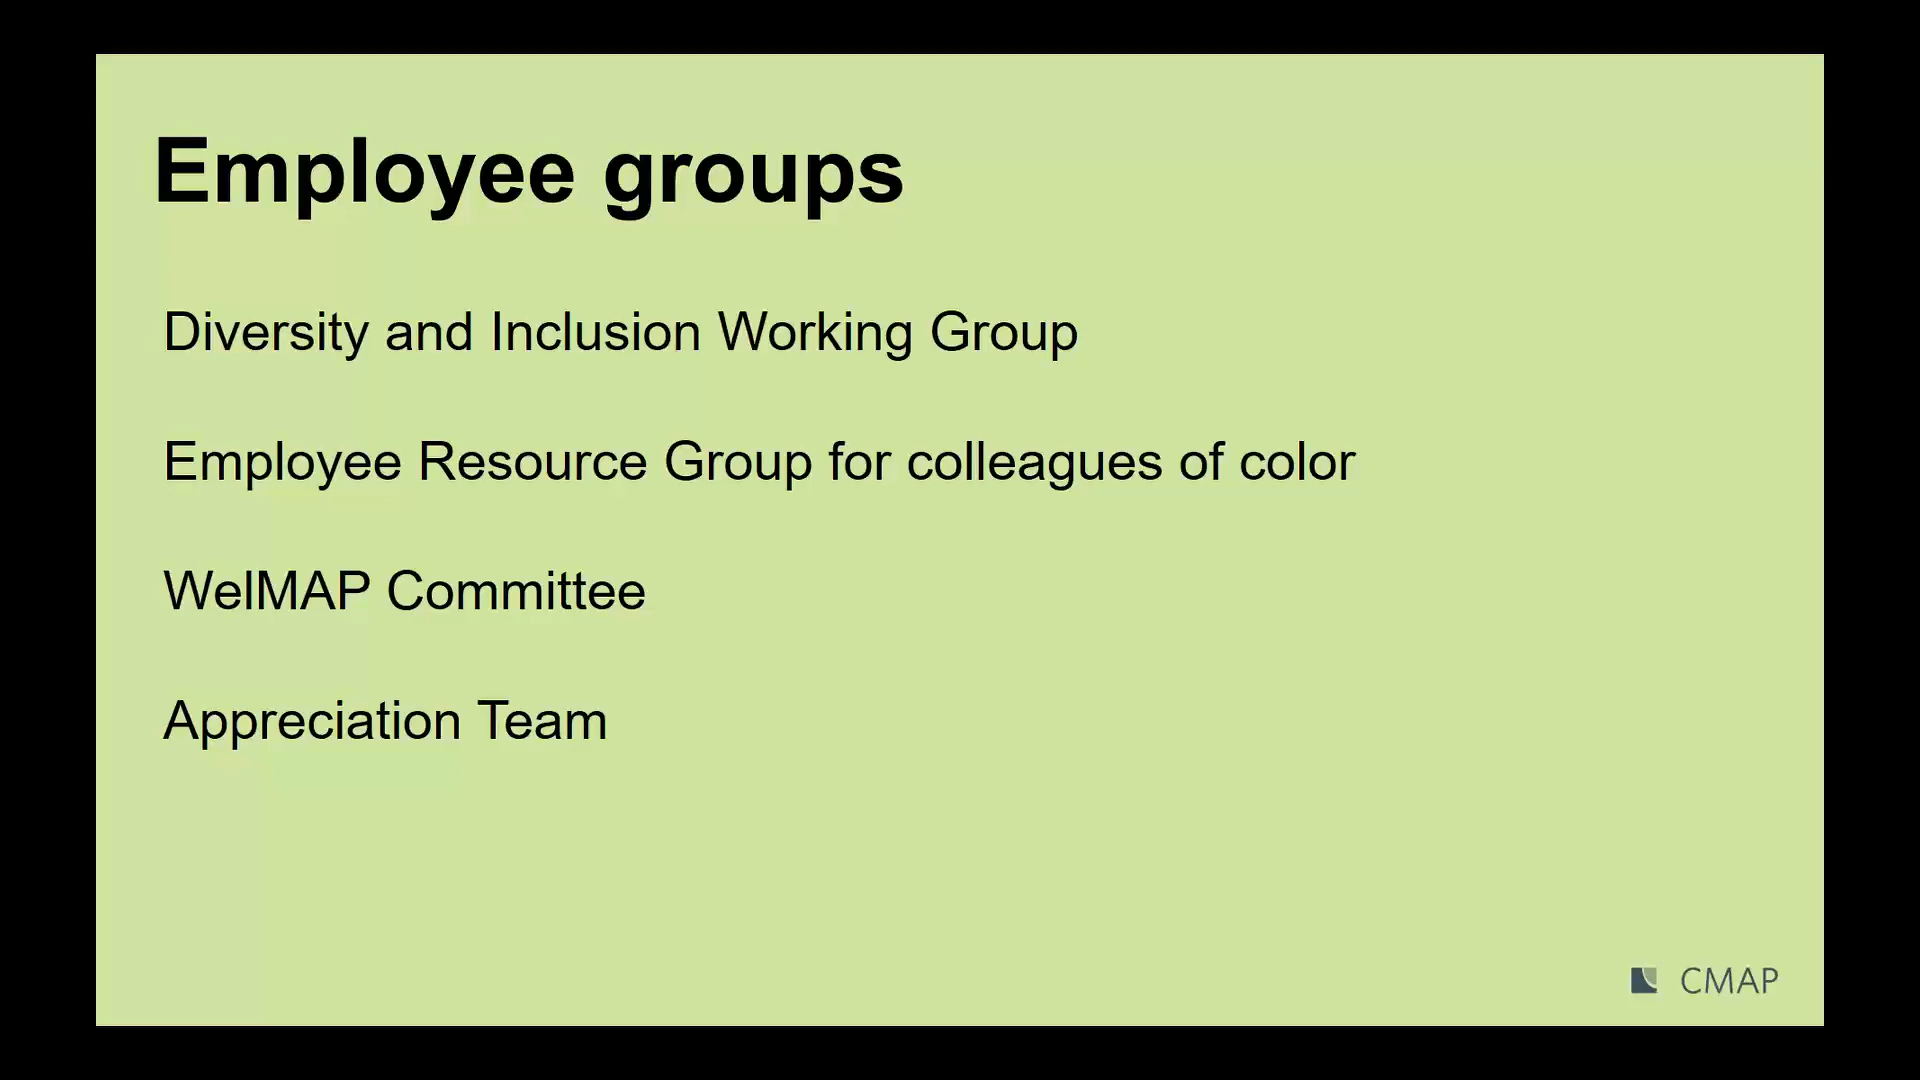 Employee groups
Diversity and Inclusion Working Group
Employee Resource Group for colleagues of color
WelMAP Committee
Appreciation Team
CMAP